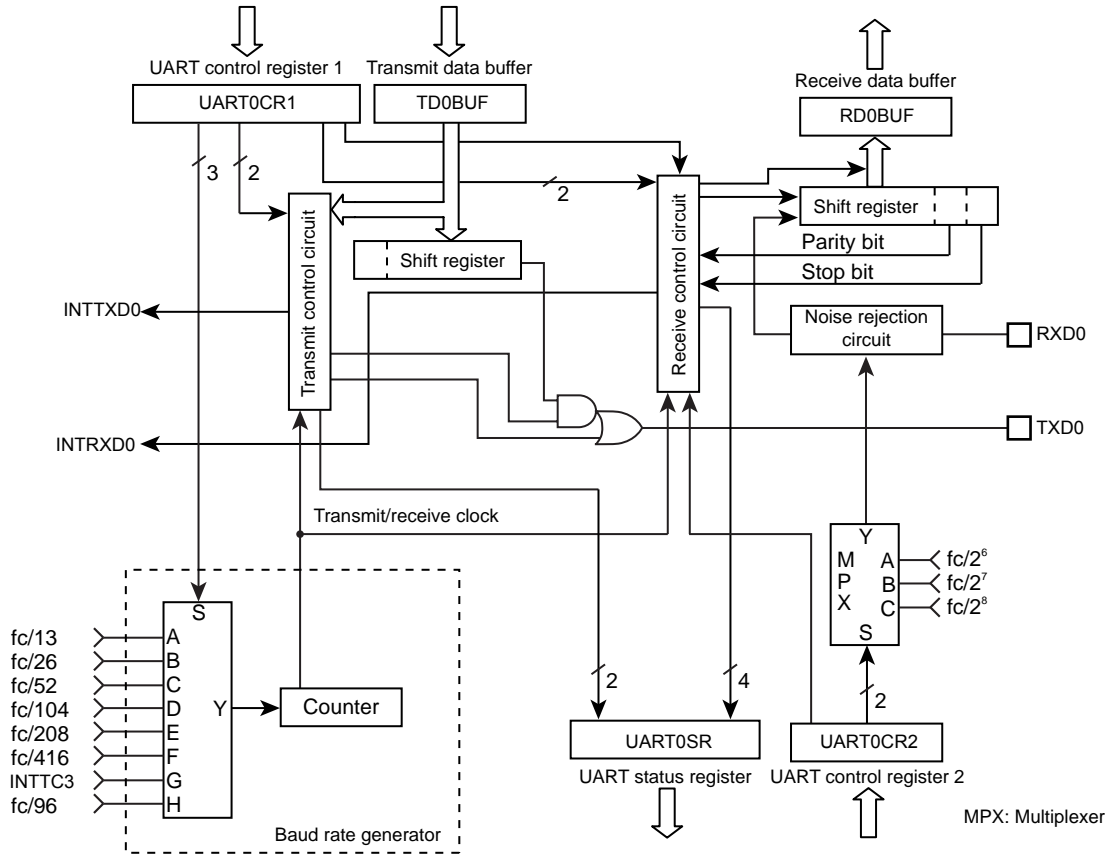 UART control register 1
Transmit data buffer
Receive data buffer
UART0CR1
TD0BUF
RD0BUF
3
2
2
Transmit control circuit
Shift register
Receive control circuit
Shift register
Parity bit
Stop bit
INTTXD0
Noise rejection
circuit
RXD0
INTRXD0
TXD0
Transmit/receive clock
Y
M
P
X
A
B
C
S
fc/2⁶
fc/2⁷
fc/2⁸
S
fc/13
A
fc/26
B
fc/52
C
fc/104
D
fc/208
E
fc/416
F
INTTC3
G
fc/96
H
Y
Counter
2
4
2
UART0SR
UART0CR2
UART status register
UART control register 2
Baud rate generator
MPX: Multiplexer